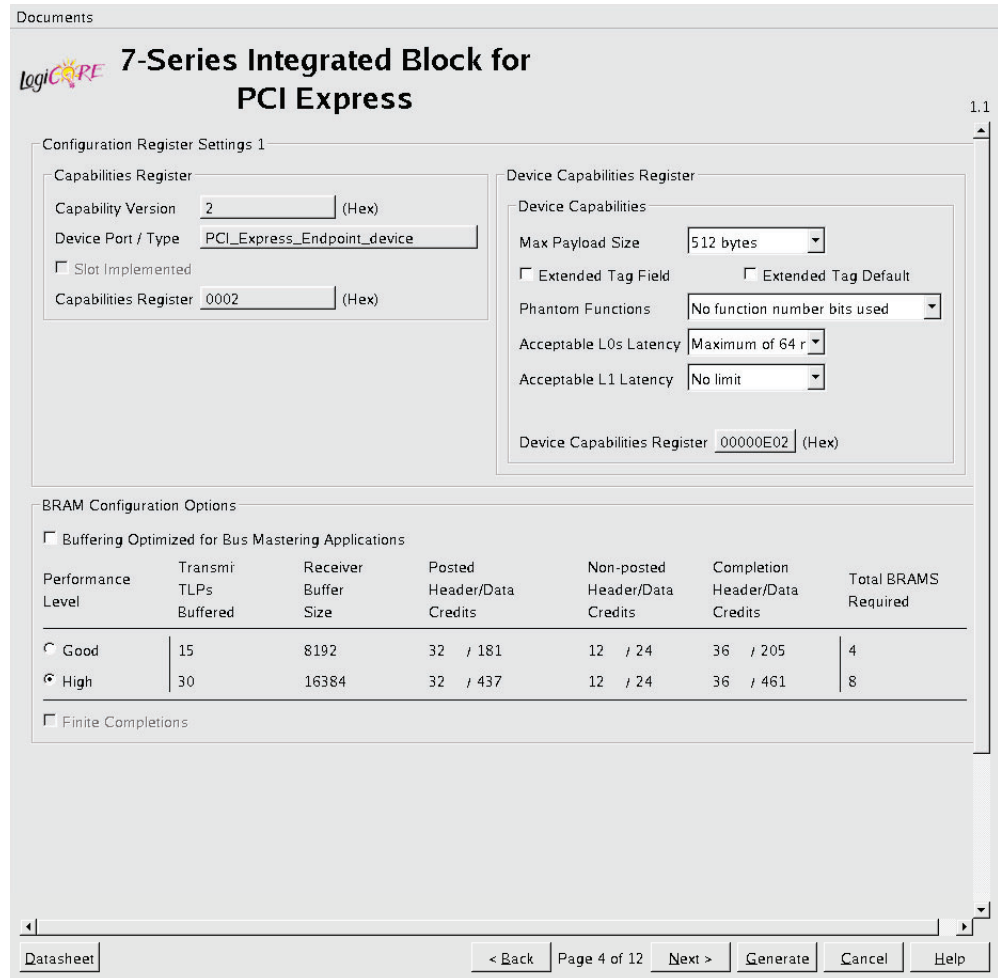 Documents
LogiCORE
7-Series Integrated Block for
PCI Express
1.1
Configuration Register Settings 1
Capabilities Register
Capability Version 2 (Hex)
Device Port / Type PCI_Express_Endpoint_device
Slot Implemented
Capabilities Register 0002 (Hex)
Device Capabilities Register
Device Capabilities
Max Payload Size 512 bytes
Extended Tag Field Extended Tag Default
Phantom Functions No function number bits used
Acceptable L0s Latency Maximum of 64 r
Acceptable L1 Latency No limit
Device Capabilities Register 00000E02 (Hex)
BRAM Configuration Options
Buffering Optimized for Bus Mastering Applications
Performance Level Transmi TLPs Buffered Receiver Buffer Size Posted Header/Data Credits Non-posted Header/Data Credits Completion Header/Data Credits Total BRAMS Required
Good 15 8192 32 / 181 12 / 24 36 / 205 4
High 30 16384 32 / 437 12 / 24 36 / 461 8
Finite Completions
Datasheet < Back Page 4 of 12 Next > Generate Cancel Help